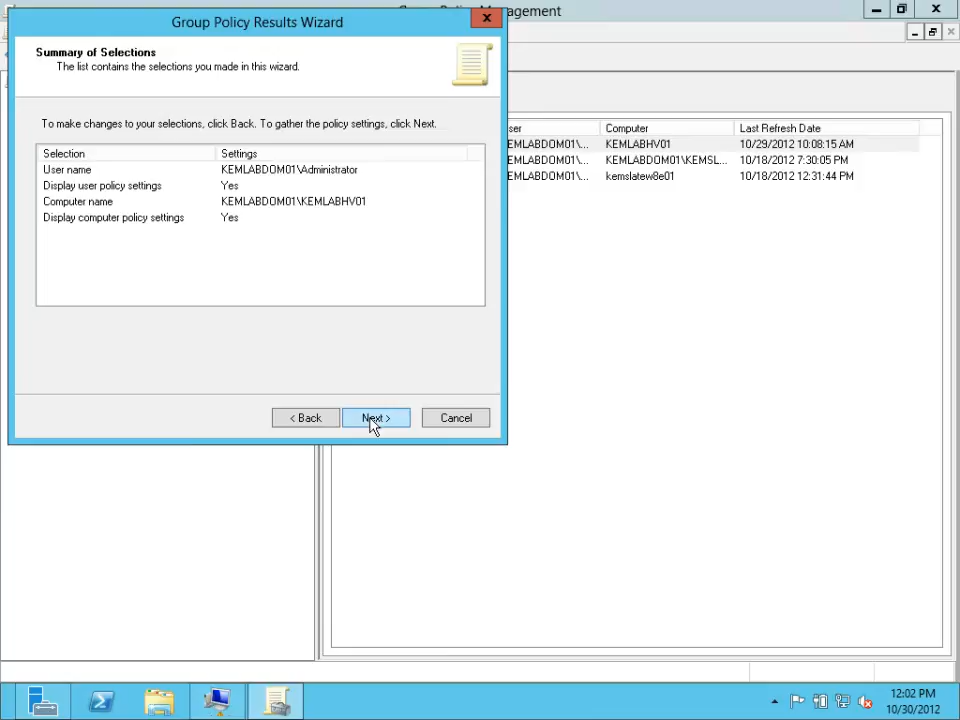 Group Policy Results Wizard
agement
Summary of Selections
The list contains the selections you made in this wizard.
To make changes to your selections, click Back. To gather the policy settings, click Next.
Selection Settings
User name KEMLABDOM01\Administrator
Display user policy settings Yes
Computer name KEMLABDOM01\KEMLABHV01
Display computer policy settings Yes
< Back Next > Cancel
ser Computer Last Refresh Date
EMLABDOM01\... KEMLABHV01 10/29/2012 10:08:15 AM
EMLABDOM01\... KEMLABDOM01\KEMSL... 10/18/2012 7:30:05 PM
EMLABDOM01\... kemslatew8e01 10/18/2012 12:31:44 PM
12:02 PM
10/30/2012